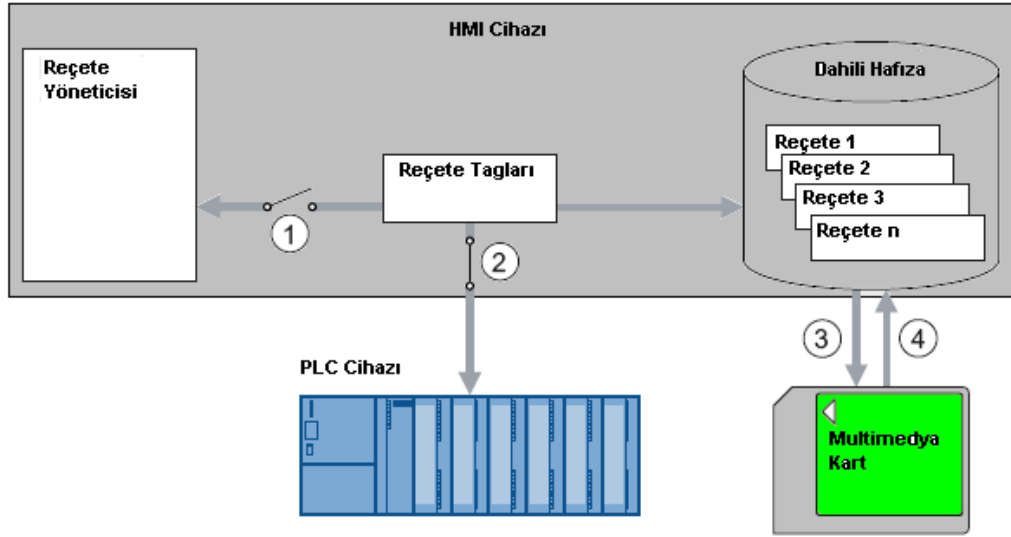 HMI Cihazı
Reçete
Yöneticisi
Dahili Hafıza
Reçete 1
Reçete 2
Reçete 3
Reçete n
Reçete Tagları
1
2
3
4
PLC Cihazı
Multimedya
Kart